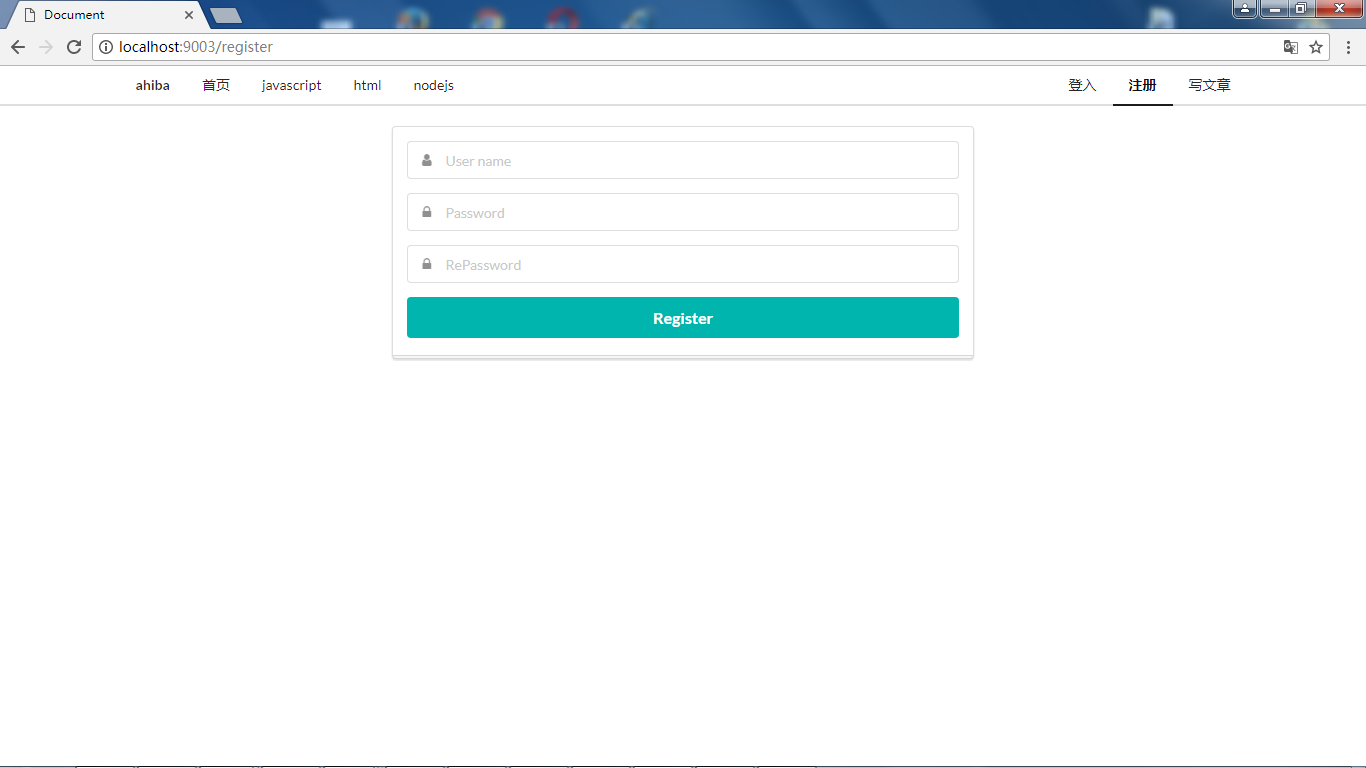 Document
localhost:9003/register
ahiba 首页 javascript html nodejs 登入 注册 写文章
User name
Password
RePassword
Register